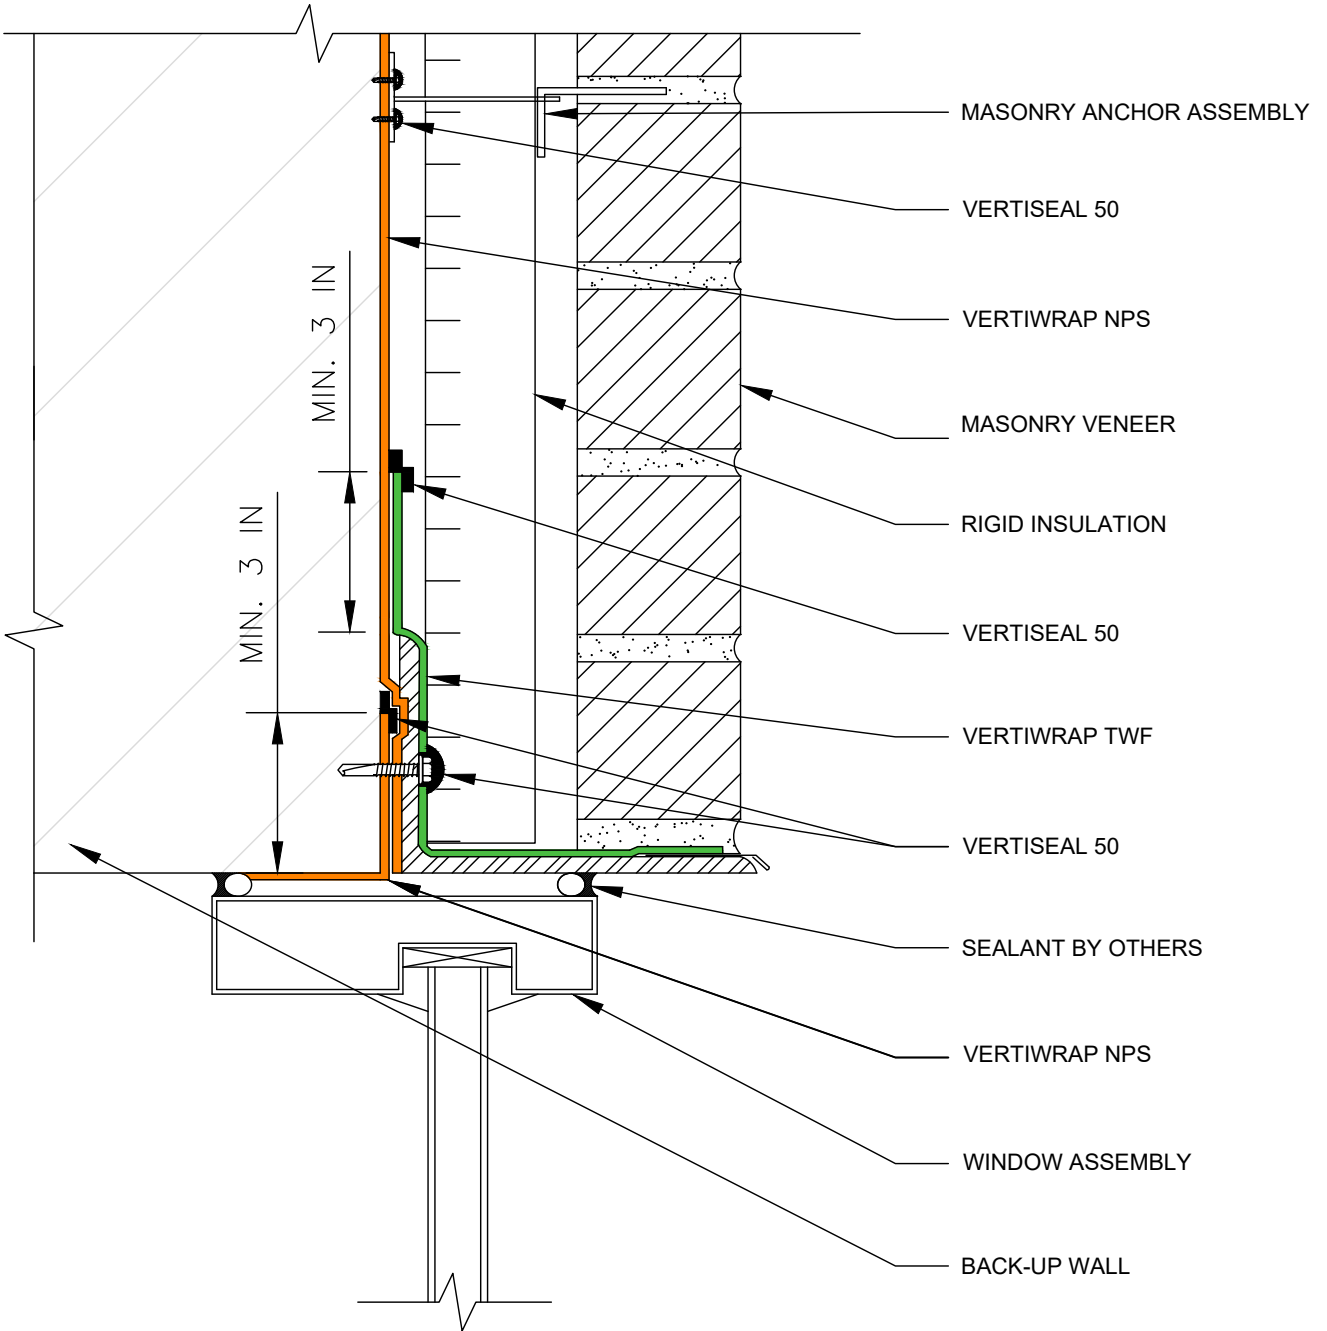 MASONRY ANCHOR ASSEMBLY
VERTISEAL 50
MIN. 3 IN
VERTIWRAP NPS
MASONRY VENEER
RIGID INSULATION
MIN. 3 IN
VERTISEAL 50
VERTIWRAP TWF
VERTISEAL 50
SEALANT BY OTHERS
VERTIWRAP NPS
WINDOW ASSEMBLY
BACK-UP WALL